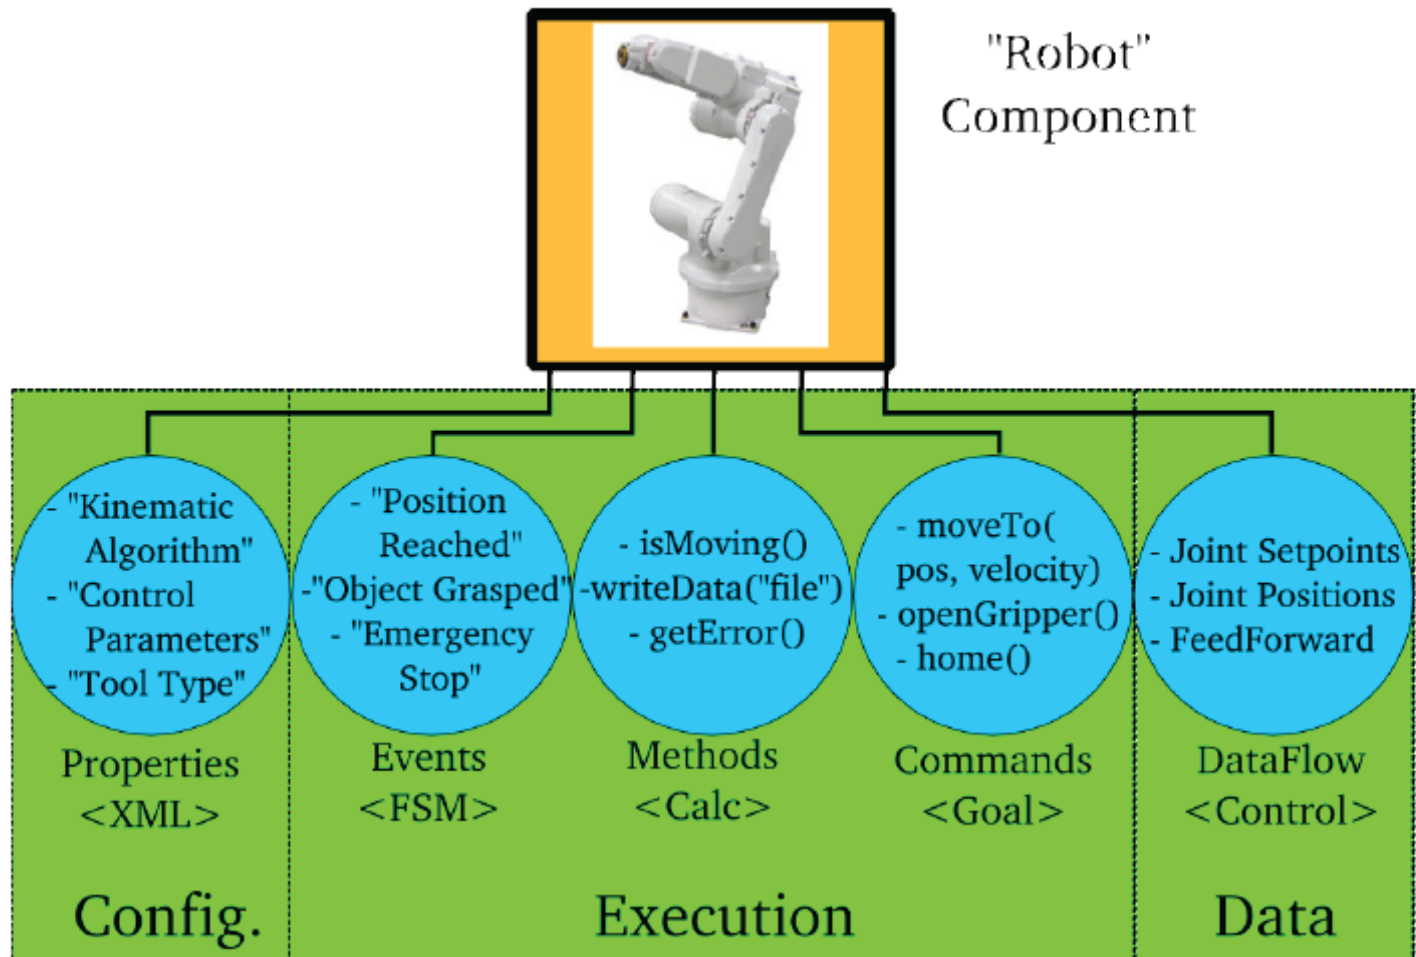 "Robot"
Component
- "Kinematic
Algorithm"
- "Control
Parameters"
- "Tool Type"
- "Position
Reached"
-"Object Grasped"
- "Emergency
Stop"
- isMoving()
-writeData("file")
- getError()
- moveTo(
pos, velocity)
- openGripper()
- home()
- Joint Setpoints
- Joint Positions
- FeedForward
Properties
<XML>
Events
<FSM>
Methods
<Calc>
Commands
<Goal>
DataFlow
<Control>
Config.
Execution
Data